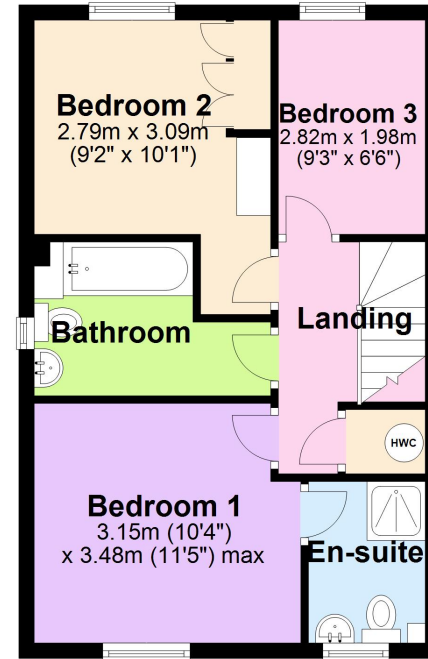 Bedroom 2
2.79m x 3.09m
(9'2" x 10'1")
Bedroom 3
2.82m x 1.98m
(9'3" x 6'6")
Bathroom
Landing
HWC
Bedroom 1
3.15m (10'4")
x 3.48m (11'5") max
En-suite